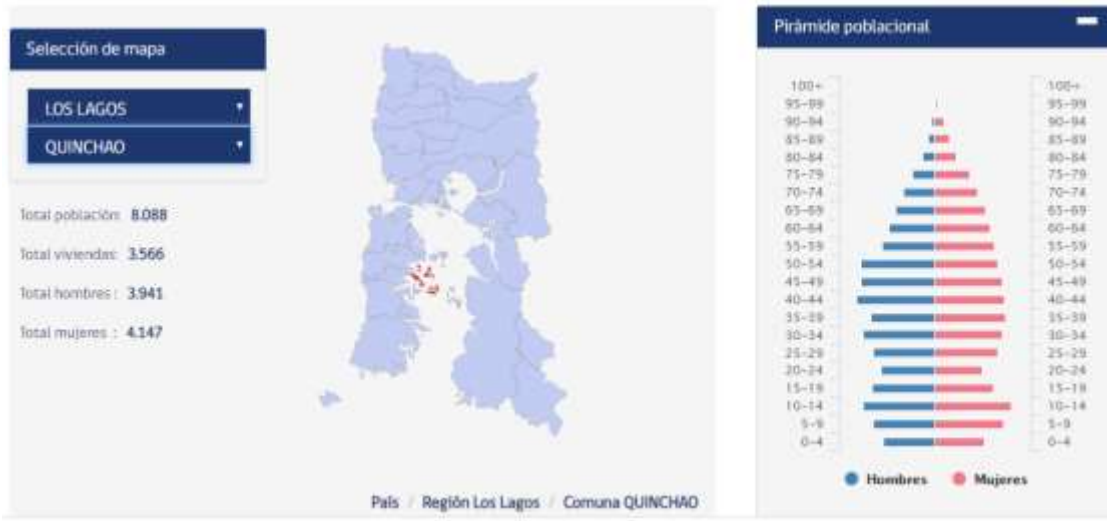 Selección de mapa
LOS LAGOS
QUINCHAO
Total población: 8.088
Total viviendas: 3.566
Total hombres : 3.941
Total mujeres : 4.147
País / Región Los Lagos / Comuna QUINCHAO
Pirámide poblacional
100+ 100+
95-99 95-99
90-94 90-94
85-89 85-89
80-84 80-84
75-79 75-79
70-74 70-74
65-69 65-69
60-64 60-64
55-59 55-59
50-54 50-54
45-49 45-49
40-44 40-44
35-39 35-39
30-34 30-34
25-29 25-29
20-24 20-24
15-19 15-19
10-14 10-14
5-9 5-9
0-4 0-4
Hombres Mujeres